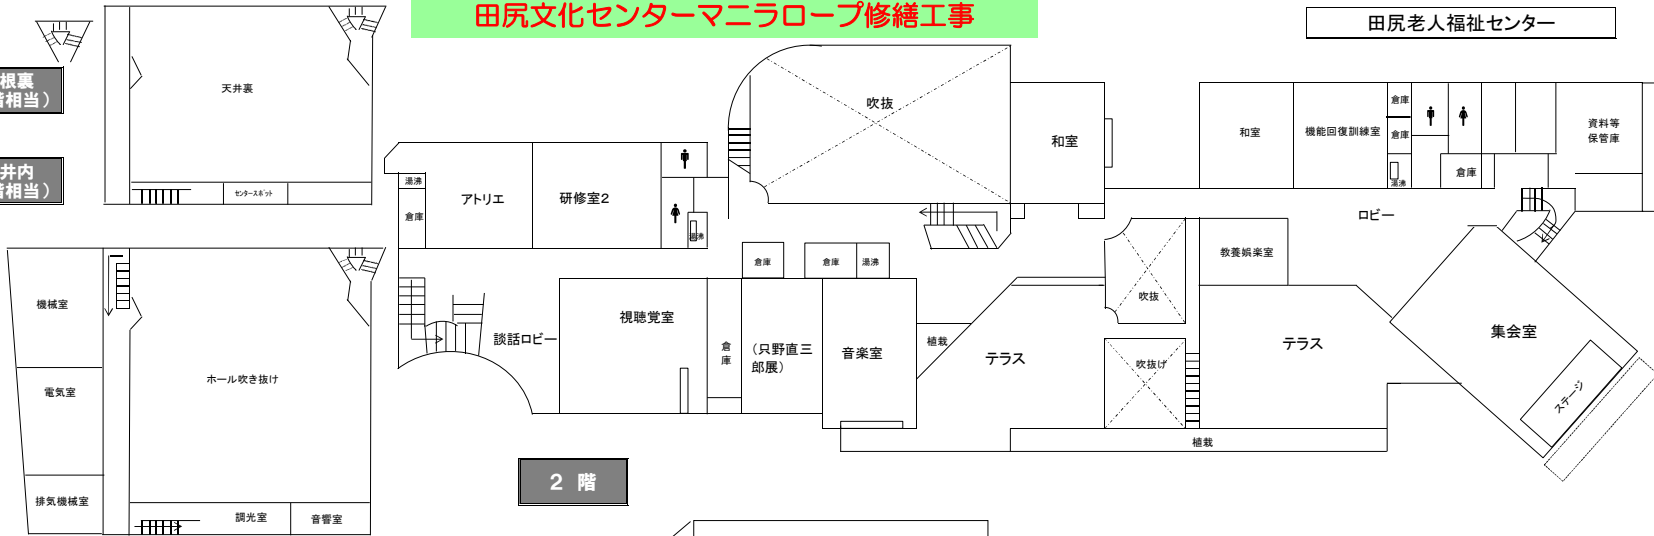 田尻文化センターマニラロープ修繕工事
田尻老人福祉センター
根裏
階相当）
天井裏
井内
階相当）
センタースポット
湯沸
倉庫
アトリエ
研修室２
湯沸
吹抜
和室
和室
機能回復訓練室
倉庫
倉庫
湯沸
倉庫
資料等
保管庫
ロビー
機械室
電気室
排気機械室
ホール吹き抜け
調光室
音響室
談話ロビー
視聴覚室
倉庫
倉庫
（只野直三
郎展）
倉庫
湯沸
音楽室
植栽
テラス
吹抜
吹抜け
教養娯楽室
テラス
植栽
集会室
ステージ
２ 階